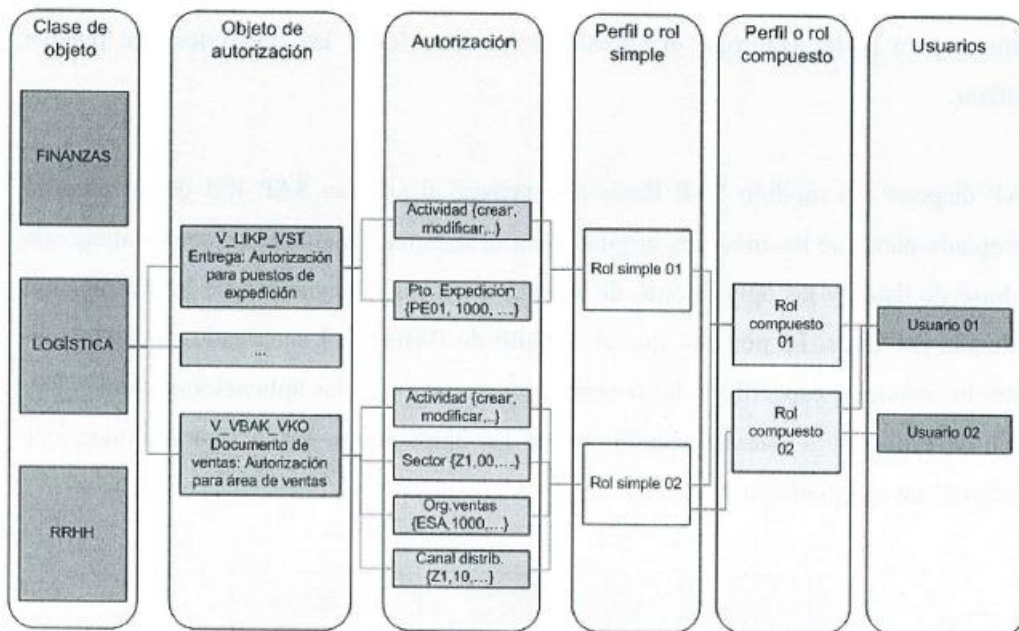 Clase de
objeto
FINANZAS
LOGÍSTICA
RRHH
Objeto de
autorización
V_LIKP_VST
Entrega: Autorización
para puestos de
expedición
...
V_VBAK_VKO
Documento de
ventas: Autorización
para área de ventas
Autorización
Actividad {crear,
modificar,..}
Pto. Expedición
{PE01, 1000, ...}
Actividad {crear,
modificar,..}
Sector {Z1,00,...}
Org.ventas
{ESA,1000,...}
Canal distrib.
{Z1,10,...}
Perfil o rol
simple
Rol simple 01
Rol simple 02
Perfil o rol
compuesto
Rol
compuesto
01
Rol
compuesto
02
Usuarios
Usuario 01
Usuario 02